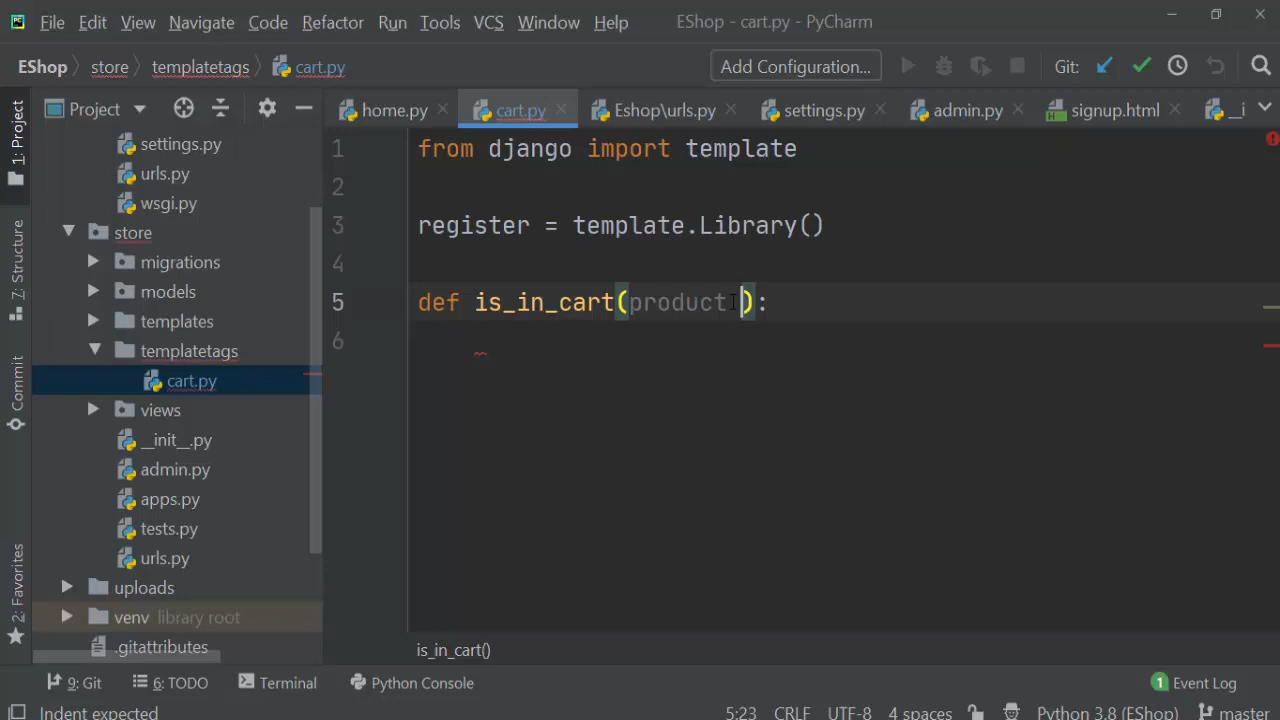 File Edit View Navigate Code Refactor Run Tools VCS Window Help EShop - cart.py - PyCharm
EShop store templatetags cart.py Add Configuration... Git:
Project home.py cart.py Eshop\urls.py settings.py admin.py signup.html __i
1: Project
7: Structure
Commit
2: Favorites
settings.py
urls.py
wsgi.py
store
migrations
models
templates
templatetags
cart.py
views
__init__.py
admin.py
apps.py
tests.py
urls.py
uploads
venv library root
.gitattributes
1 from django import template
2
3 register = template.Library()
4
5 def is_in_cart(product ):
6
is_in_cart()
9: Git 6: TODO Terminal Python Console 1 Event Log
Indent expected 5:23 CRLF UTF-8 4 spaces Python 3.8 (EShop) master